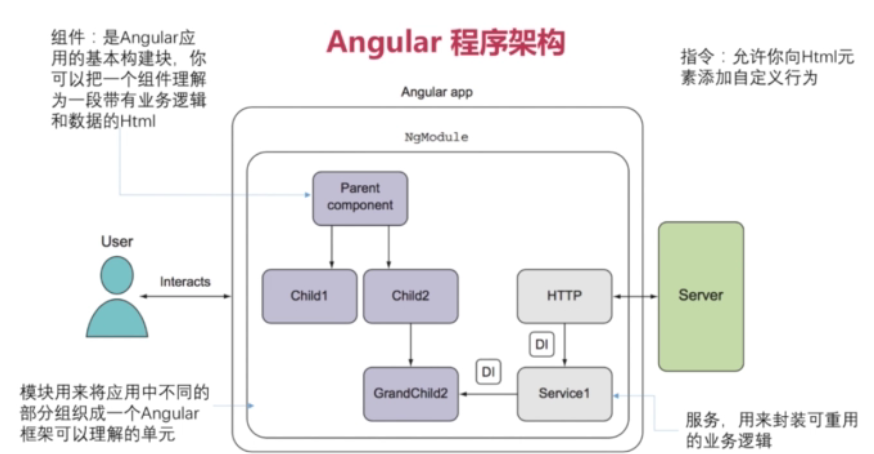 Angular 程序架构
组件：是Angular应
用的基本构建块，你
可以把一个组件理解
为一段带有业务逻辑
和数据的Html
指令：允许你向Html元
素添加自定义行为
Angular app
NgModule
Parent
component
User
Interacts
Child1
Child2
HTTP
Server
DI
DI
GrandChild2
Service1
模块用来将应用中不同的
部分组织成一个Angular
框架可以理解的单元
服务，用来封装可重用
的业务逻辑